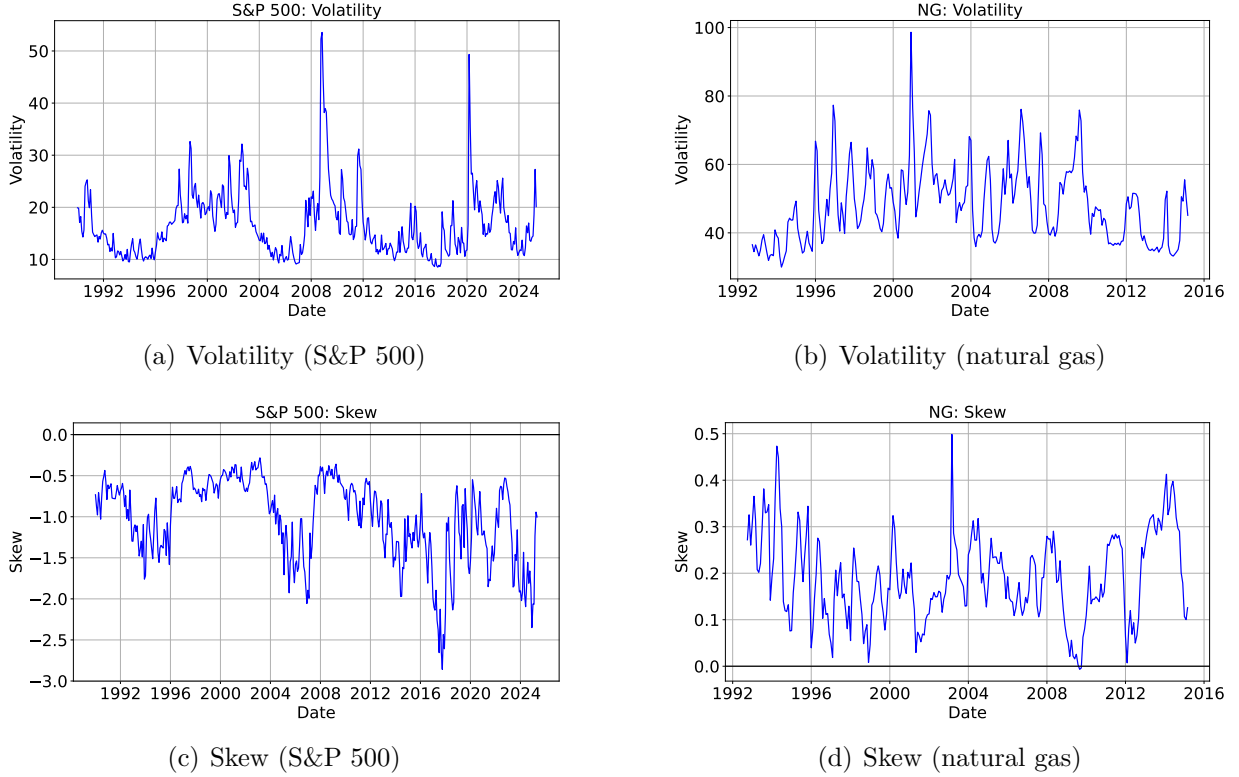 S&P 500: Volatility
Volatility
50
40
30
20
10
1992 1996 2000 2004 2008 2012 2016 2020 2024
Date
(a) Volatility (S&P 500)
NG: Volatility
Volatility
100
80
60
40
1992 1996 2000 2004 2008 2012 2016
Date
(b) Volatility (natural gas)
S&P 500: Skew
Skew
0.0
−0.5
−1.0
−1.5
−2.0
−2.5
−3.0
1992 1996 2000 2004 2008 2012 2016 2020 2024
Date
(c) Skew (S&P 500)
NG: Skew
Skew
0.5
0.4
0.3
0.2
0.1
0.0
1992 1996 2000 2004 2008 2012 2016
Date
(d) Skew (natural gas)